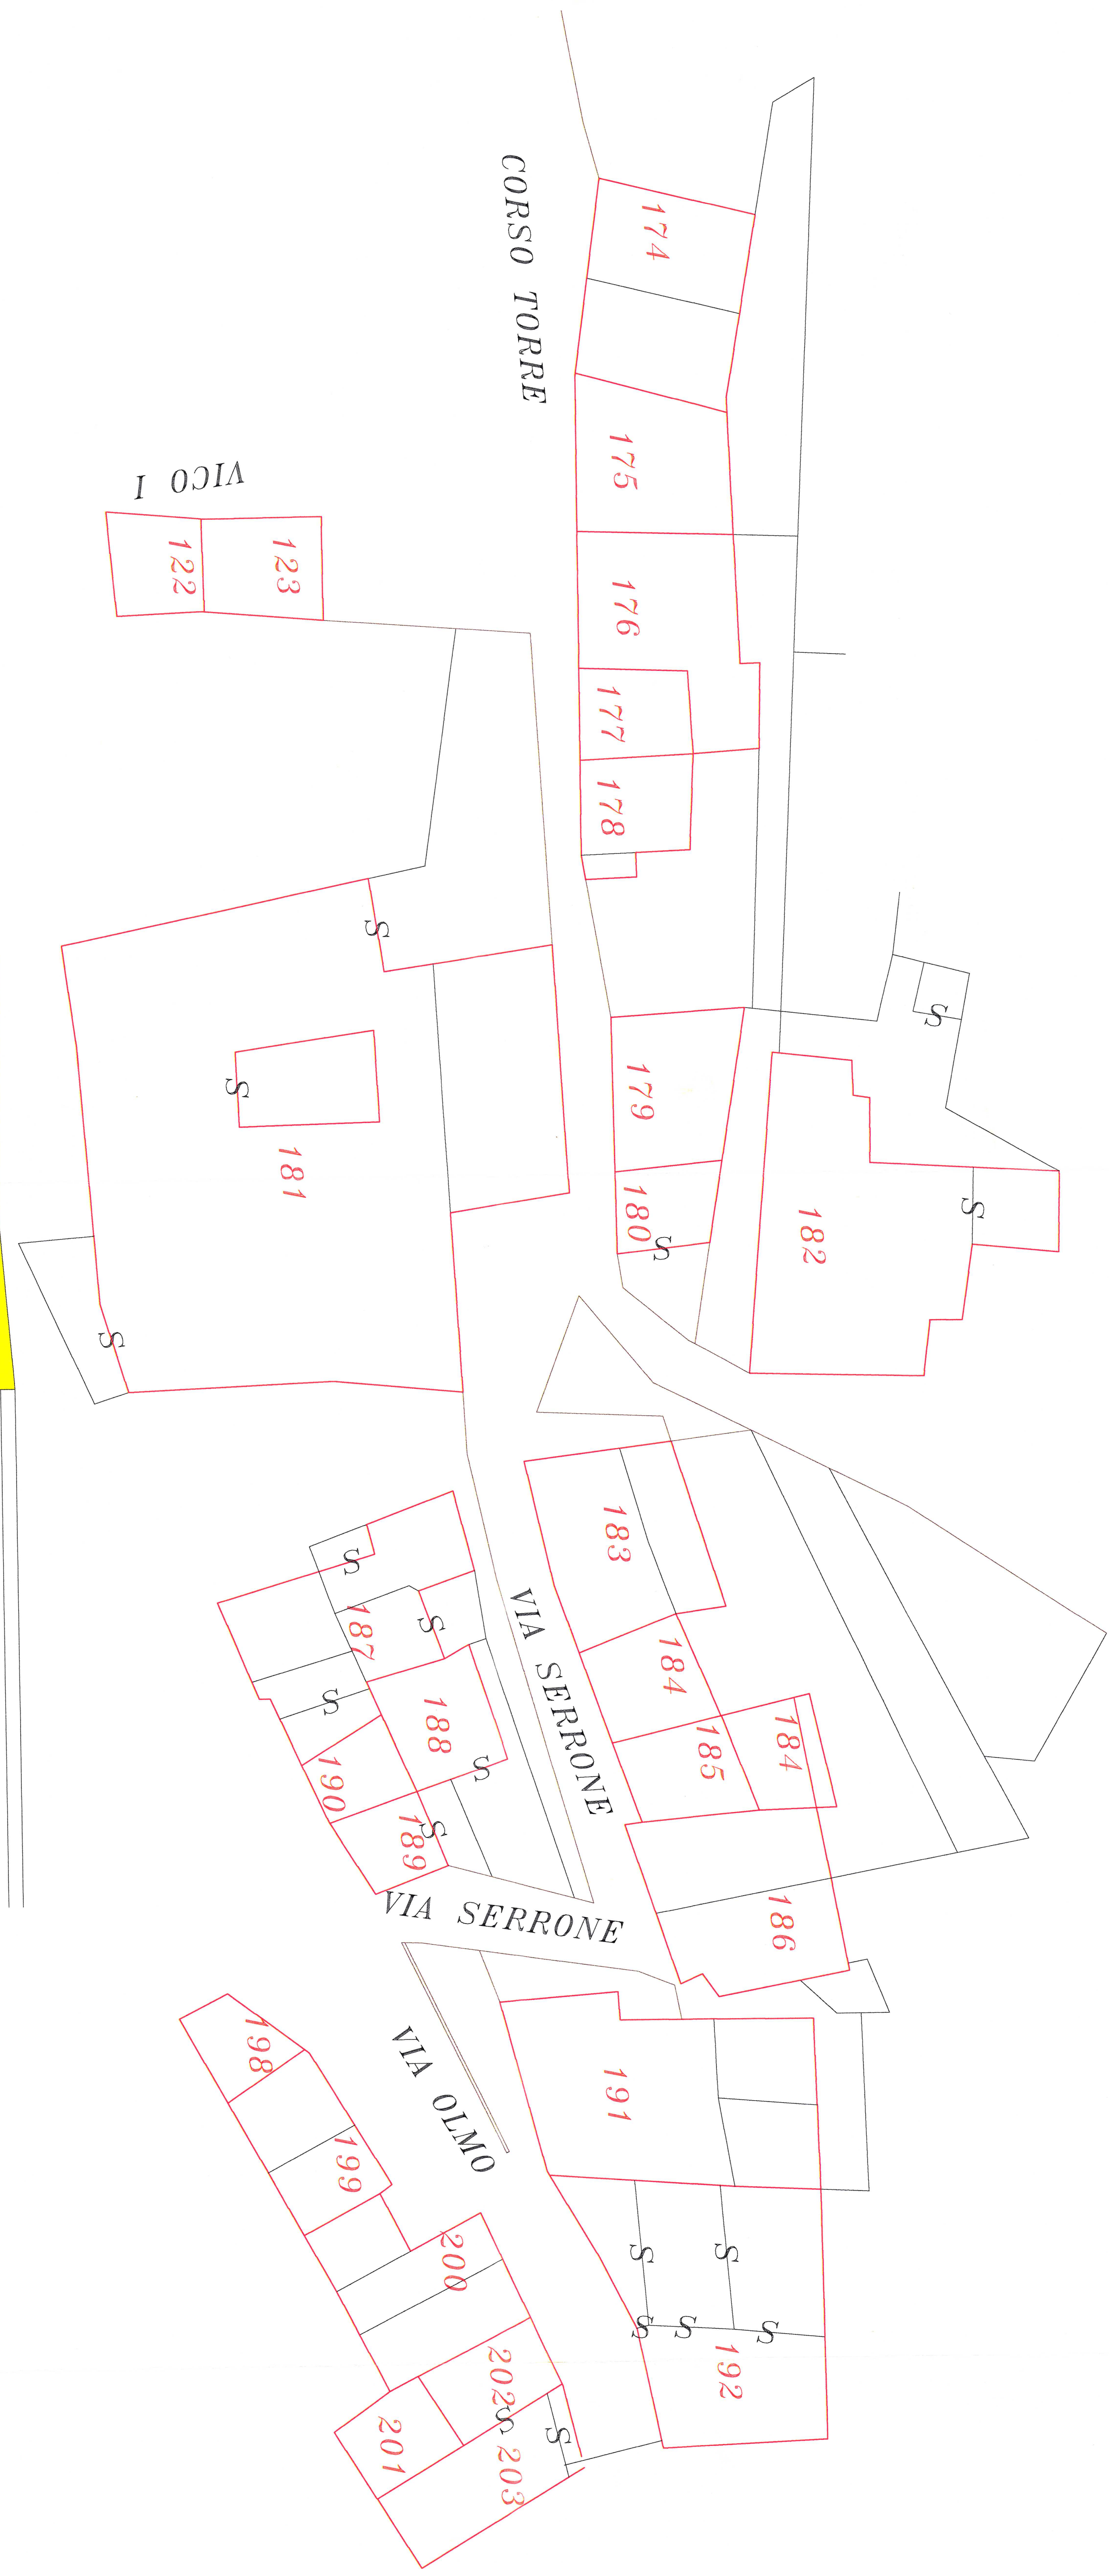 CORSO TORRE
174
175
VICO I
122
123
176
177
178
S
S
S
179
181
180
S
182
S
S
183
S
187
S
VIA SERRONE
184
188
S
S
185
184
190
189
S
186
VIA SERRONE
198
VIA OLMO
191
199
200
S
S
S
S
S
192
202
S
S
201
203